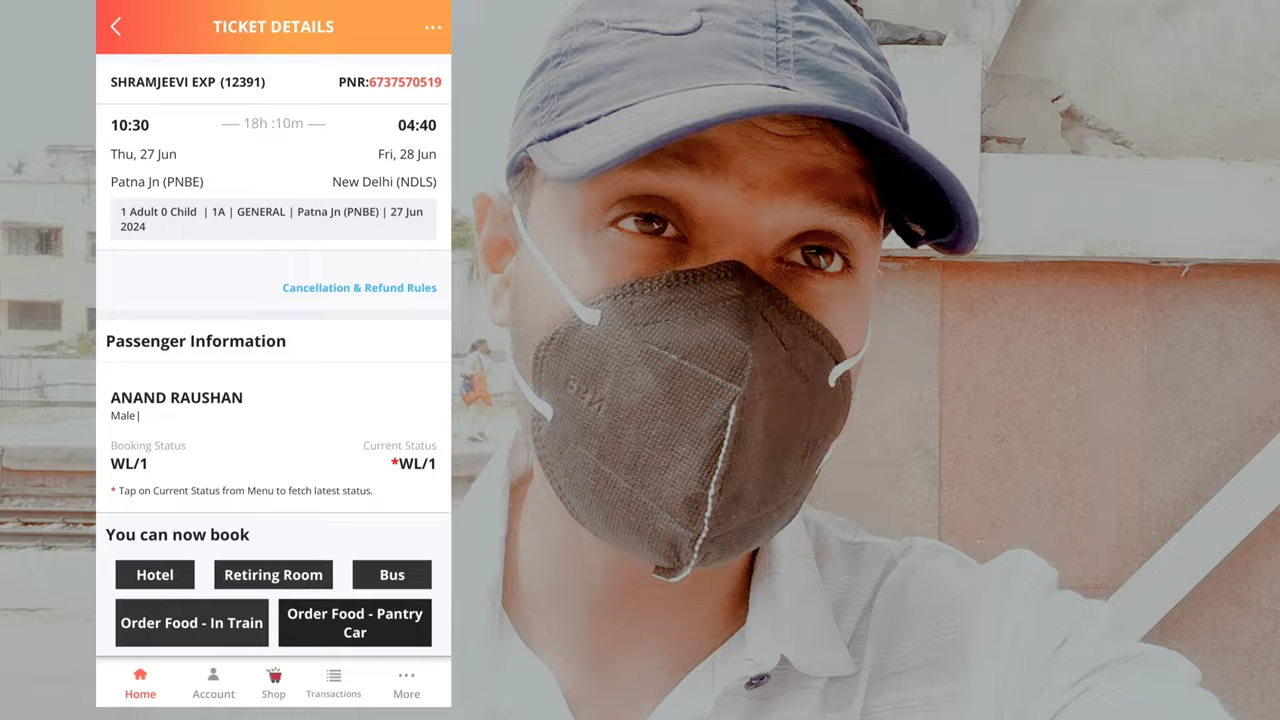 TICKET DETAILS
SHRAMJEEVI EXP (12391) PNR:6737570519
10:30 18h :10m 04:40
Thu, 27 Jun Fri, 28 Jun
Patna Jn (PNBE) New Delhi (NDLS)
1 Adult 0 Child | 1A | GENERAL | Patna Jn (PNBE) | 27 Jun
2024
Cancellation & Refund Rules
Passenger Information
ANAND RAUSHAN
Male|
Booking Status Current Status
WL/1 *WL/1
* Tap on Current Status from Menu to fetch latest status.
You can now book
Hotel Retiring Room Bus
Order Food - In Train Order Food - Pantry
Car
Home Account Shop Transactions More